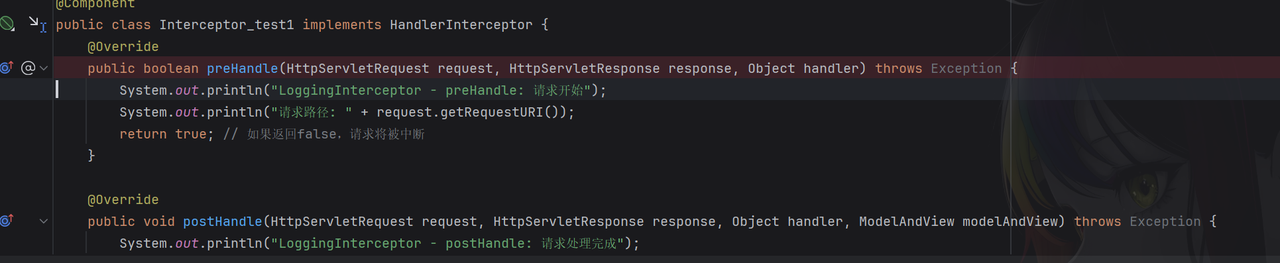 @Component
public class Interceptor_test1 implements HandlerInterceptor {
@Override
public boolean preHandle(HttpServletRequest request, HttpServletResponse response, Object handler) throws Exception {
System.out.println("LoggingInterceptor - preHandle: 请求开始");
System.out.println("请求路径: " + request.getRequestURI());
return true; // 如果返回false，请求将被中断
}
@Override
public void postHandle(HttpServletRequest request, HttpServletResponse response, Object handler, ModelAndView modelAndView) throws Exception {
System.out.println("LoggingInterceptor - postHandle: 请求处理完成");